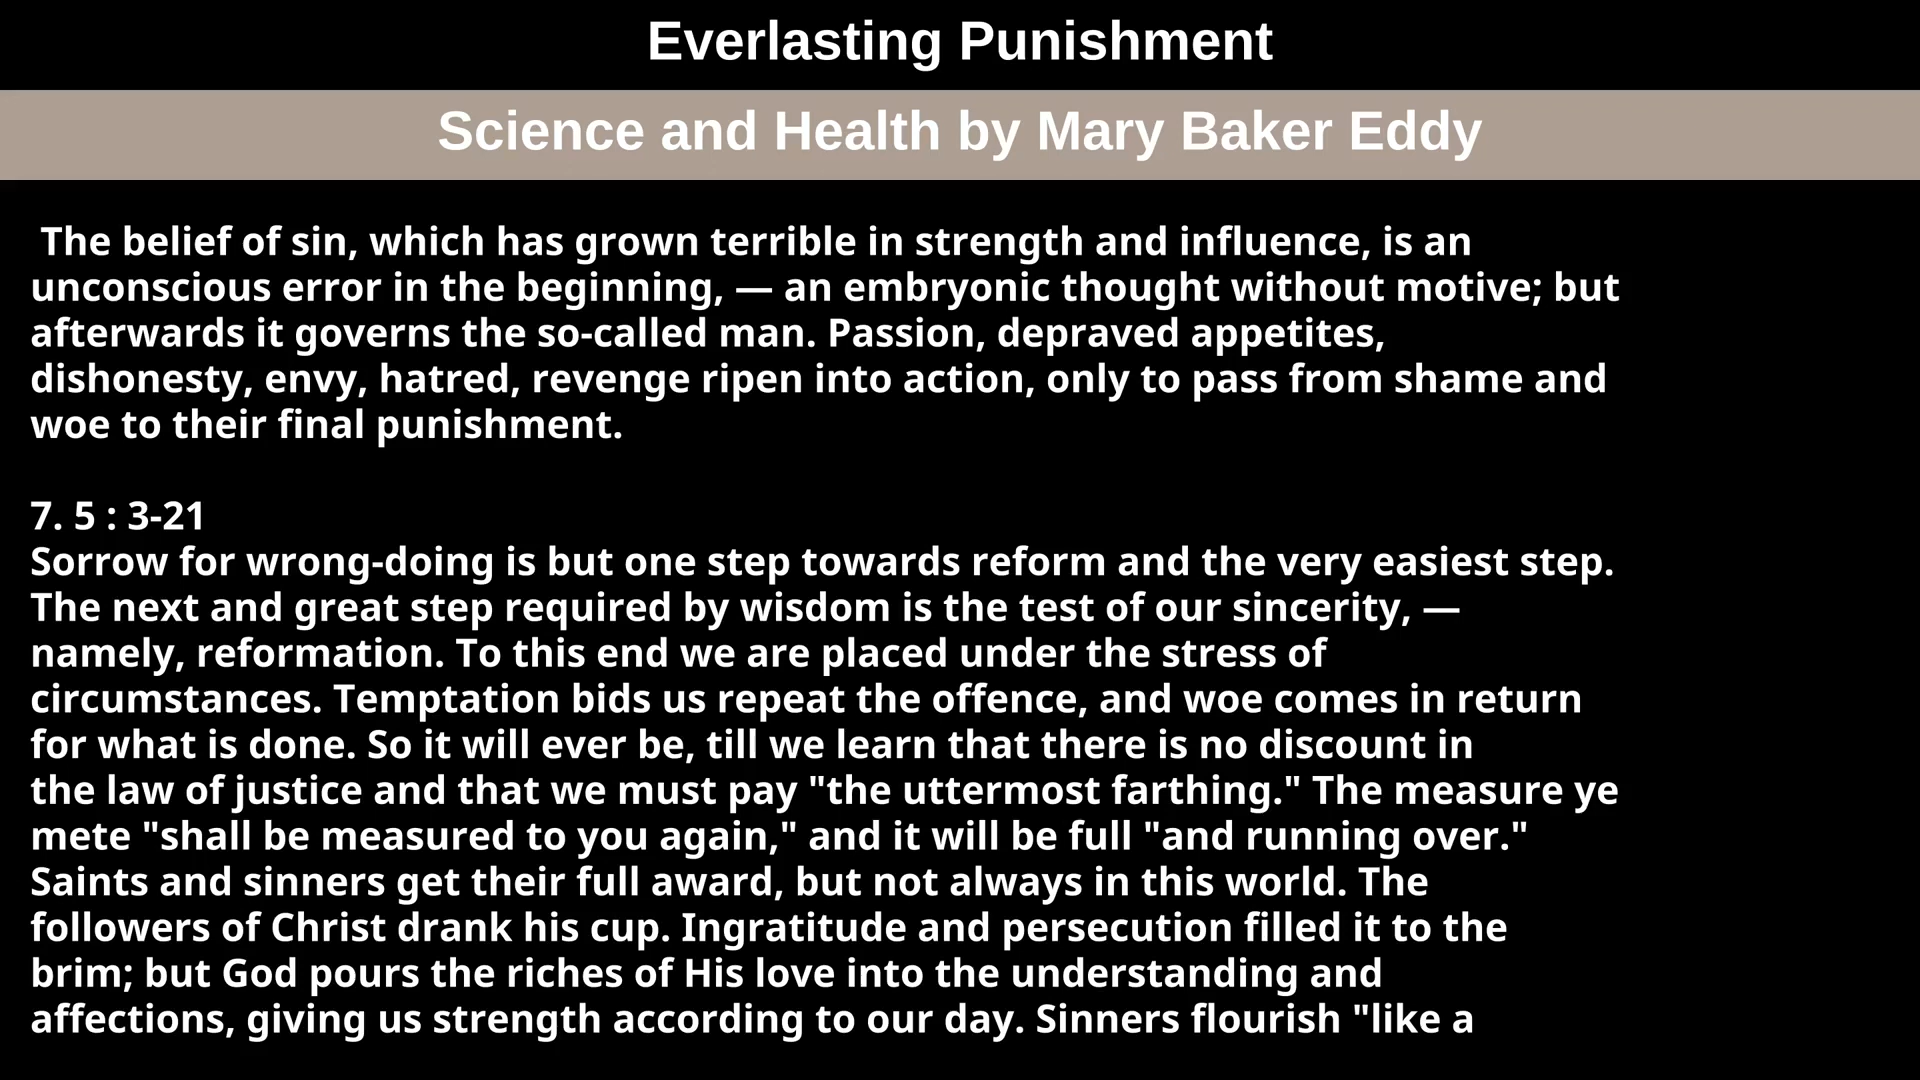 Everlasting Punishment
Science and Health by Mary Baker Eddy
The belief of sin, which has grown terrible in strength and influence, is an
unconscious error in the beginning, — an embryonic thought without motive; but
afterwards it governs the so-called man. Passion, depraved appetites,
dishonesty, envy, hatred, revenge ripen into action, only to pass from shame and
woe to their final punishment.
7. 5 : 3-21
Sorrow for wrong-doing is but one step towards reform and the very easiest step.
The next and great step required by wisdom is the test of our sincerity, —
namely, reformation. To this end we are placed under the stress of
circumstances. Temptation bids us repeat the offence, and woe comes in return
for what is done. So it will ever be, till we learn that there is no discount in
the law of justice and that we must pay "the uttermost farthing." The measure ye
mete "shall be measured to you again," and it will be full "and running over."
Saints and sinners get their full award, but not always in this world. The
followers of Christ drank his cup. Ingratitude and persecution filled it to the
brim; but God pours the riches of His love into the understanding and
affections, giving us strength according to our day. Sinners flourish "like a